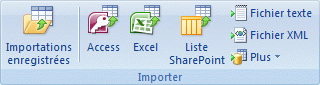 Importations
enregistrées
Access
Excel
Liste
SharePoint
Fichier texte
Fichier XML
Plus
Importer